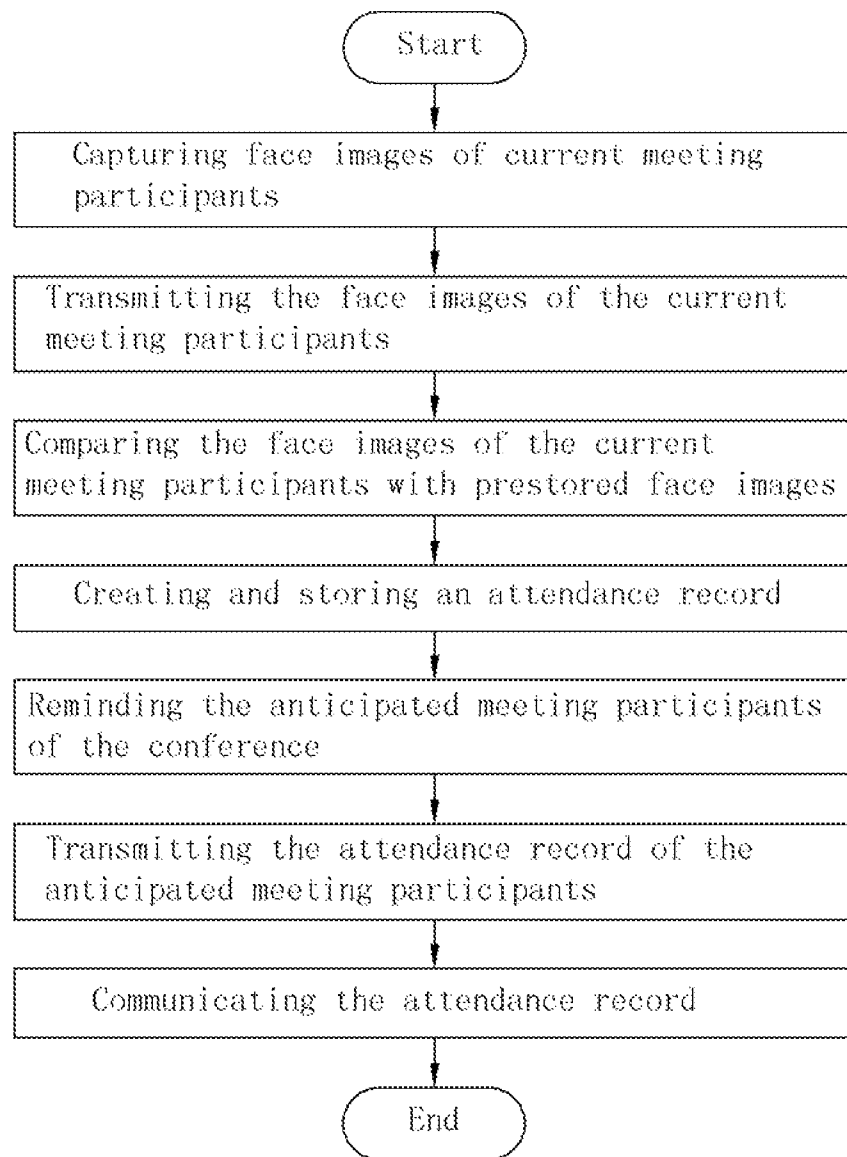 Start
Capturing face images of current meeting
participants
Transmitting the face images of the current
meeting participants
Comparing the face images of the current
meeting participants with prestored face images
Creating and storing an attendance record
Reminding the anticipated meeting participants
of the conference
Transmitting the attendance record of the
anticipated meeting participants
Communicating the attendance record
End